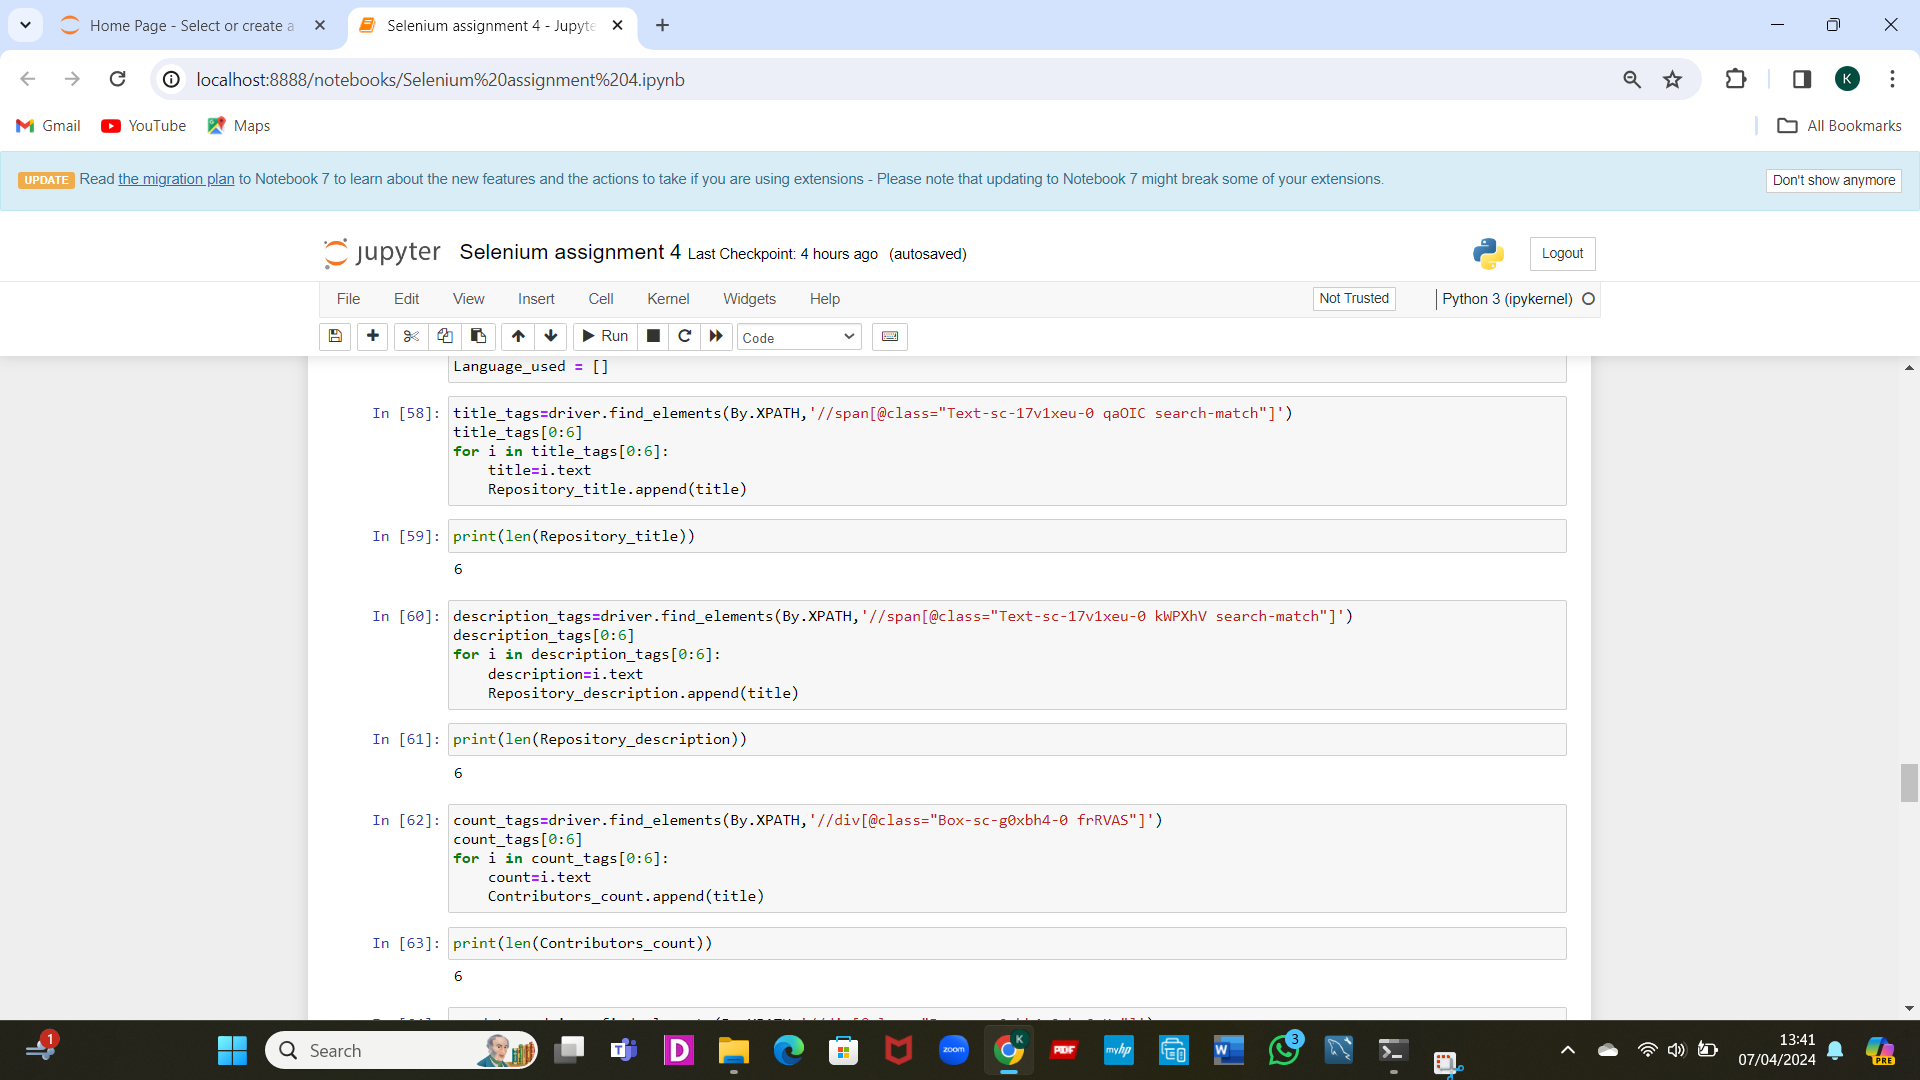 Home Page - Select or create a
Selenium assignment 4 - Jupyte
localhost:8888/notebooks/Selenium%20assignment%204.ipynb
K
Gmail
YouTube
Maps
All Bookmarks
UPDATE Read the migration plan to Notebook 7 to learn about the new features and the actions to take if you are using extensions - Please note that updating to Notebook 7 might break some of your extensions.
Don't show anymore
jupyter Selenium assignment 4 Last Checkpoint: 4 hours ago (autosaved)
Logout
File Edit View Insert Cell Kernel Widgets Help
Not Trusted
Python 3 (ipykernel)
Run
Code
Language_used = []
In [58]: title_tags=driver.find_elements(By.XPATH,'//span[@class="Text-sc-17v1xeu-0 qaOIC search-match"]')
title_tags[0:6]
for i in title_tags[0:6]:
    title=i.text
    Repository_title.append(title)
In [59]: print(len(Repository_title))
6
In [60]: description_tags=driver.find_elements(By.XPATH,'//span[@class="Text-sc-17v1xeu-0 kWPXhV search-match"]')
description_tags[0:6]
for i in description_tags[0:6]:
    description=i.text
    Repository_description.append(title)
In [61]: print(len(Repository_description))
6
In [62]: count_tags=driver.find_elements(By.XPATH,'//div[@class="Box-sc-g0xbh4-0 frRVAS"]')
count_tags[0:6]
for i in count_tags[0:6]:
    count=i.text
    Contributors_count.append(title)
In [63]: print(len(Contributors_count))
6
1
Search
D
zoom
K
PDF
myhp
W
3
13:41
07/04/2024
PRE